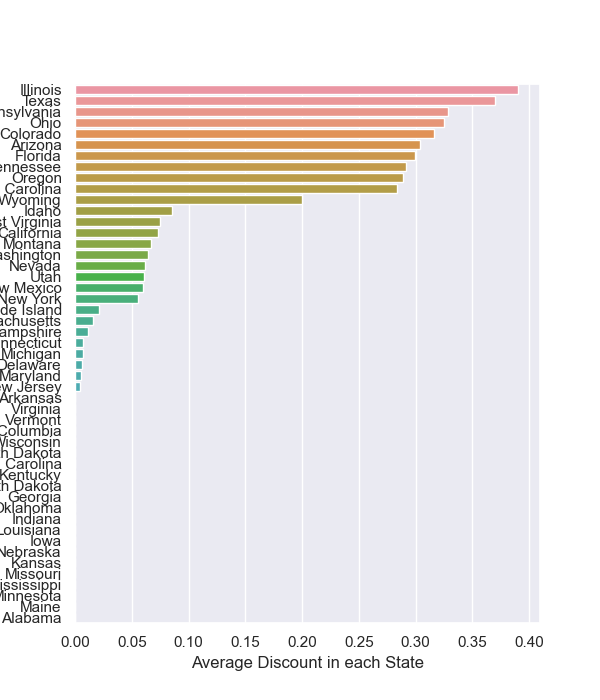 Illinois
Texas
nsylvania
Ohio
Colorado
Arizona
Florida
ennessee
Oregon
Carolina
Wyoming
Idaho
st Virginia
California
Montana
ashington
Nevada
Utah
w Mexico
New York
de Island
achusetts
ampshire
nnecticut
Michigan
Delaware
Maryland
ew Jersey
Arkansas
Virginia
Vermont
Columbia
Wisconsin
h Dakota
Carolina
Kentucky
th Dakota
Georgia
Oklahoma
Indiana
Louisiana
Iowa
Nebraska
Kansas
Missouri
ississippi
Minnesota
Maine
Alabama
0.00 0.05 0.10 0.15 0.20 0.25 0.30 0.35 0.40
Average Discount in each State